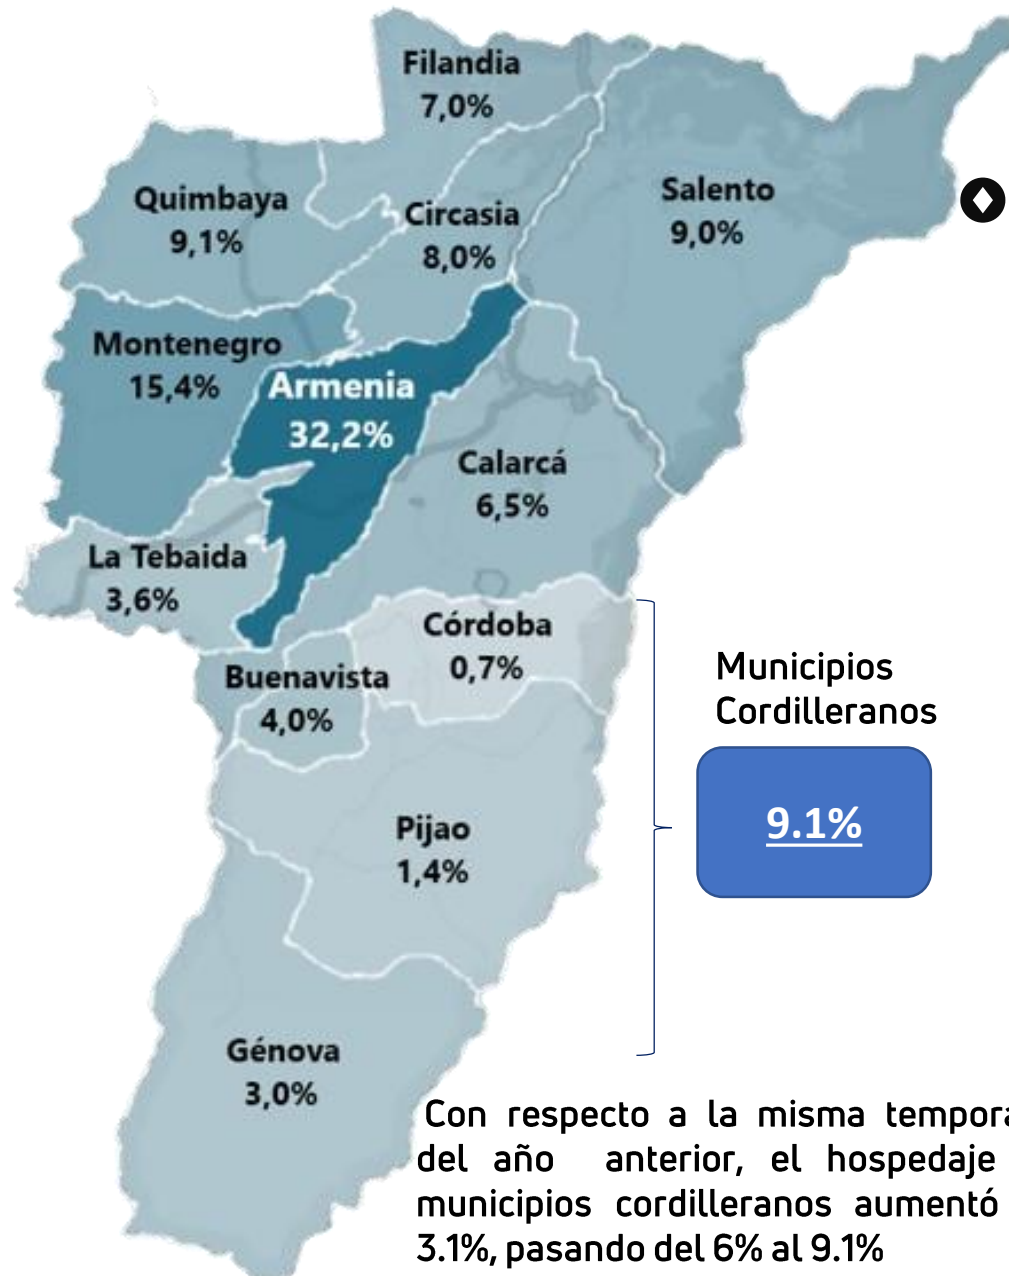 Filandia
7,0%
Quimbaya
9,1%
Circasia
8,0%
Salento
9,0%
Montenegro
15,4%
Armenia
32,2%
Calarcá
6,5%
La Tebaida
3,6%
Córdoba
0,7%
Buenavista
4,0%
Municipios
Cordilleranos
9.1%
Pijao
1,4%
Génova
3,0%
Con respecto a la misma tempora
del año anterior, el hospedaje
municipios cordilleranos aumentó
3.1%, pasando del 6% al 9.1%